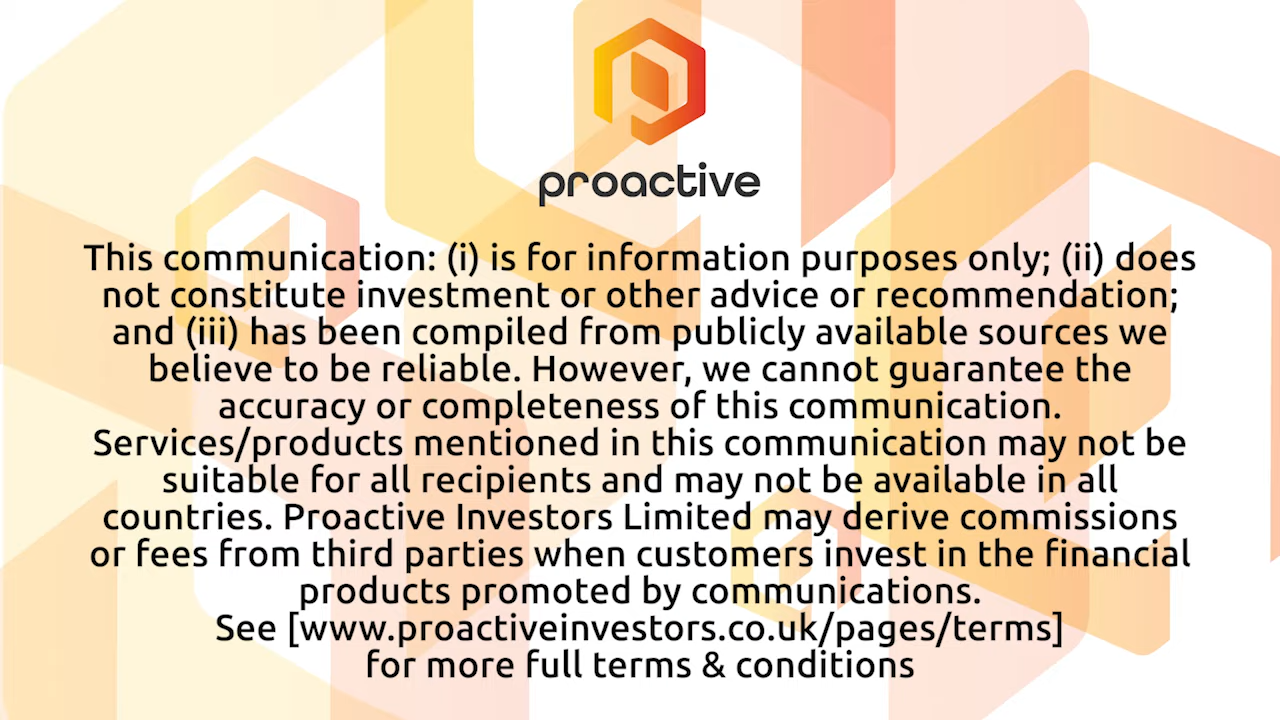 proactive
This communication: (i) is for information purposes only; (ii) does
not constitute investment or other advice or recommendation;
and (iii) has been compiled from publicly available sources we
believe to be reliable. However, we cannot guarantee the
accuracy or completeness of this communication.
Services/products mentioned in this communication may not be
suitable for all recipients and may not be available in all
countries. Proactive Investors Limited may derive commissions
or fees from third parties when customers invest in the financial
products promoted by communications.
See [www.proactiveinvestors.co.uk/pages/terms]
for more full terms & conditions